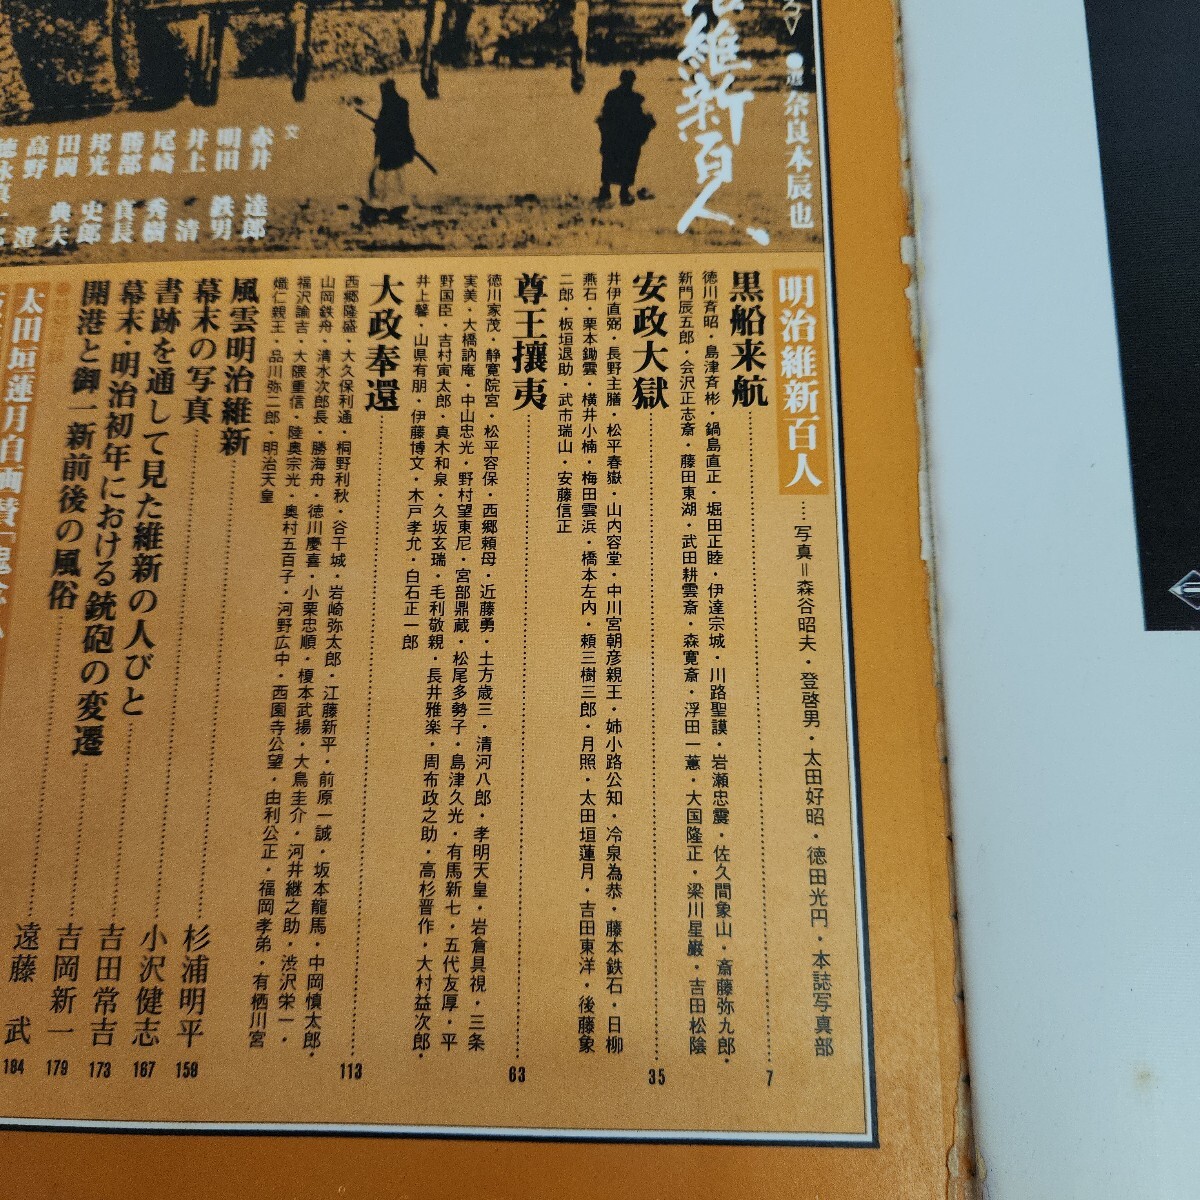 維新百人
●選 奈良本辰也
文
赤井 達郎
明田 鉄男
井上 清
尾崎 秀樹
勝部 真長
邦光 史郎
田岡 典夫
高野 澄
明治維新百人
……写真=森谷昭夫・登啓男・太田好昭・徳田光円・本誌写真部
黒船来航 7
徳川斉昭・島津斉彬・鍋島直正・堀田正睦・伊達宗城・川路聖謨・岩瀬忠震・佐久間象山・斎藤弥九郎・
新門辰五郎・会沢正志斎・藤田東湖・武田耕雲斎・森寛斎・浮田一蕙・大国隆正・梁川星巌・吉田松陰
安政大獄 35
井伊直弼・長野主膳・松平春嶽・山内容堂・中川宮朝彦親王・姉小路公知・冷泉為恭・藤本鉄石・日柳
燕石・栗本鋤雲・横井小楠・梅田雲浜・橋本左内・頼三樹三郎・月照・太田垣蓮月・吉田東洋・後藤象
二郎・板垣退助・武市瑞山・安藤信正
尊王攘夷 63
徳川家茂・静寛院宮・松平容保・西郷頼母・近藤勇・土方歳三・清河八郎・孝明天皇・岩倉具視・三条
実美・大橋訥庵・中山忠光・野村望東尼・宮部鼎蔵・松尾多勢子・島津久光・有馬新七・五代友厚・平
野国臣・吉村寅太郎・真木和泉・久坂玄瑞・毛利敬親・長井雅楽・周布政之助・高杉晋作・大村益次郎・
井上馨・山県有朋・伊藤博文・木戸孝允・白石正一郎
大政奉還 113
西郷隆盛・大久保利通・桐野利秋・谷干城・岩崎弥太郎・江藤新平・前原一誠・坂本龍馬・中岡慎太郎・
山岡鉄舟・清水次郎長・勝海舟・徳川慶喜・小栗忠順・榎本武揚・大鳥圭介・河井継之助・渋沢栄一・
福沢諭吉・大隈重信・陸奥宗光・奥村五百子・河野広中・西園寺公望・由利公正・福岡孝弟・有栖川宮
熾仁親王・品川弥二郎・明治天皇
風雲明治維新 杉浦明平 159
幕末の写真 小沢健志 167
書跡を通して見た維新の人びと 吉田常吉 173
幕末・明治初年における銃砲の変遷 吉岡新一 179
開港と御一新前後の風俗 遠藤 武 184
太田垣蓮月自画賛